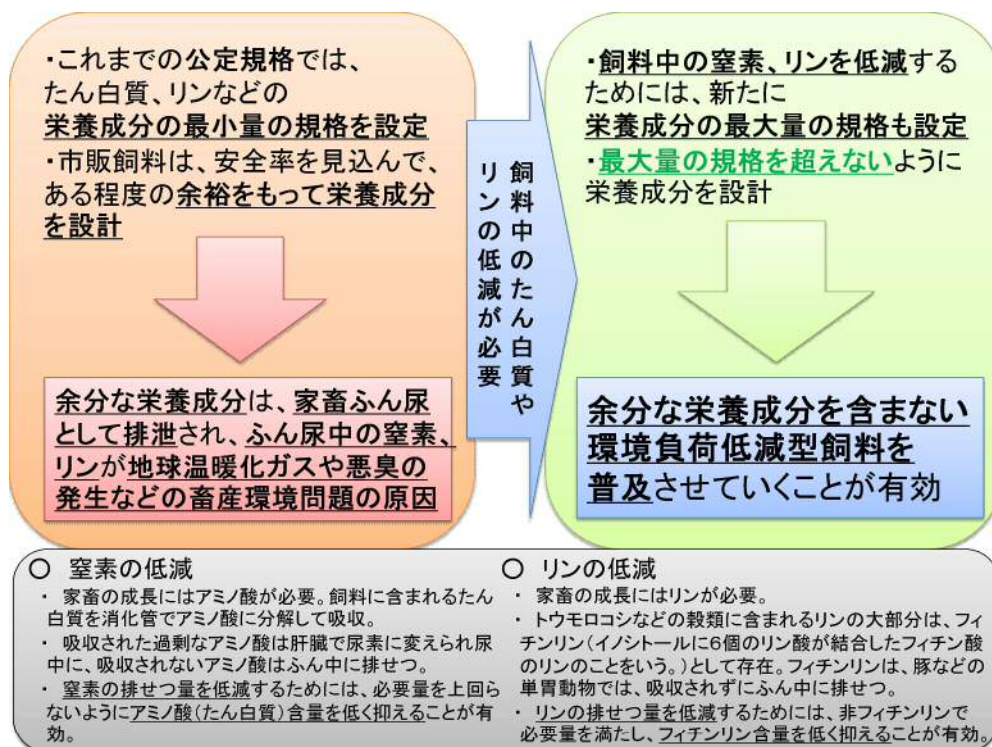 ・これまでの公定規格では、
たん白質、リンなどの
栄養成分の最小量の規格を設定
・市販飼料は、安全率を見込んで、
ある程度の余裕をもって栄養成分
を設計
余分な栄養成分は、家畜ふん尿
として排泄され、ふん尿中の窒素、
リンが地球温暖化ガスや悪臭の
発生などの畜産環境問題の原因
飼料中のたん白質や
リンの低減が必要
・飼料中の窒素、リンを低減する
ためには、新たに
栄養成分の最大量の規格も設定
・最大量の規格を超えないように
栄養成分を設計
余分な栄養成分を含まない
環境負荷低減型飼料を
普及させていくことが有効
○ 窒素の低減
・ 家畜の成長にはアミノ酸が必要。飼料に含まれるたん
白質を消化管でアミノ酸に分解して吸収。
・ 吸収された過剰なアミノ酸は肝臓で尿素に変えられ尿
中に、吸収されないアミノ酸はふん中に排せつ。
・ 窒素の排せつ量を低減するためには、必要量を上回ら
ないようにアミノ酸(たん白質)含量を低く抑えることが有
効。
○ リンの低減
・ 家畜の成長にはリンが必要。
・ トウモロコシなどの穀類に含まれるリンの大部分は、フィ
チンリン(イノシトールに6個のリン酸が結合したフィチン酸
のリンのことをいう。)として存在。フィチンリンは、豚などの
単胃動物では、吸収されずにふん中に排せつ。
・ リンの排せつ量を低減するためには、非フィチンリンで
必要量を満たし、フィチンリン含量を低く抑えることが有効。